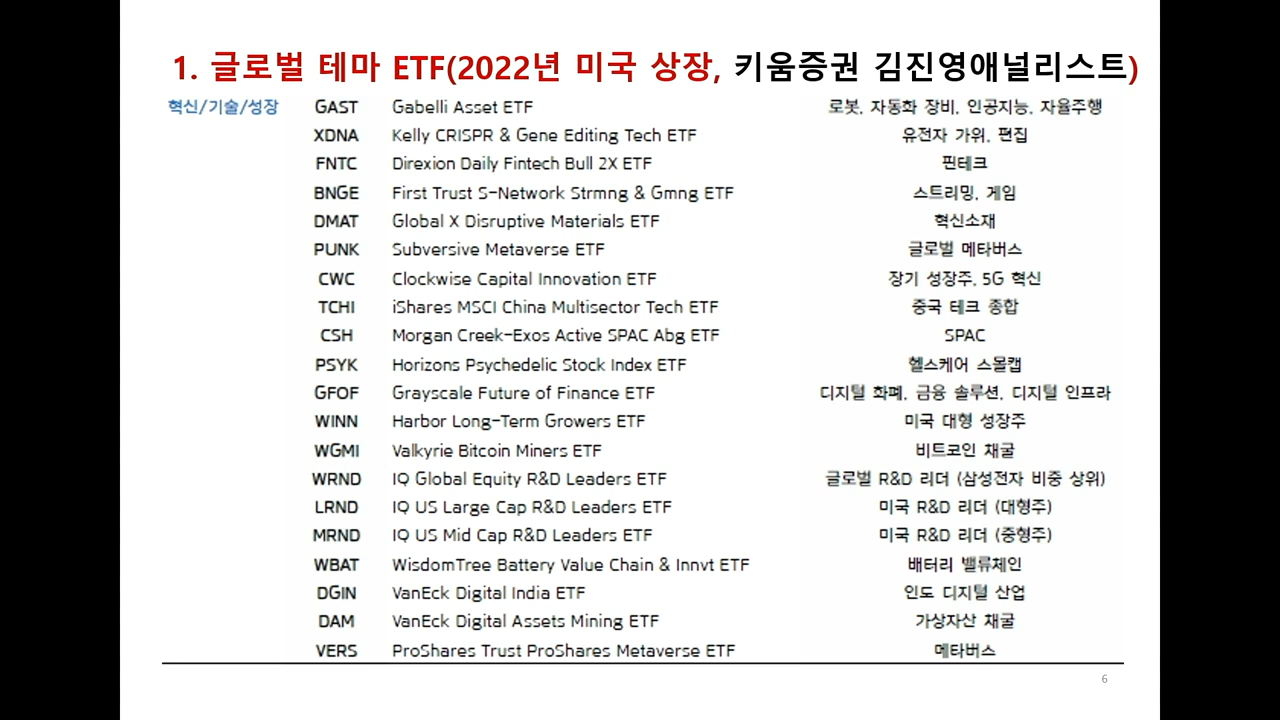 1. 글로벌 테마 ETF(2022년 미국 상장, 키움증권 김진영애널리스트)
혁신/기술/성장 GAST Gabelli Asset ETF 로봇, 자동화 장비, 인공지능, 자율주행
XDNA Kelly CRISPR & Gene Editing Tech ETF 유전자 가위, 편집
FNTC Direxion Daily Fintech Bull 2X ETF 핀테크
BNGE First Trust S-Network Strmng & Gmng ETF 스트리밍, 게임
DMAT Global X Disruptive Materials ETF 혁신소재
PUNK Subversive Metaverse ETF 글로벌 메타버스
CWC Clockwise Capital Innovation ETF 장기 성장주, 5G 혁신
TCHI iShares MSCI China Multisector Tech ETF 중국 테크 종합
CSH Morgan Creek-Exos Active SPAC Abg ETF SPAC
PSYK Horizons Psychedelic Stock Index ETF 헬스케어 스몰캡
GFOF Grayscale Future of Finance ETF 디지털 화폐, 금융 솔루션, 디지털 인프라
WINN Harbor Long-Term Growers ETF 미국 대형 성장주
WGMI Valkyrie Bitcoin Miners ETF 비트코인 채굴
WRND IQ Global Equity R&D Leaders ETF 글로벌 R&D 리더 (삼성전자 비중 상위)
LRND IQ US Large Cap R&D Leaders ETF 미국 R&D 리더 (대형주)
MRND IQ US Mid Cap R&D Leaders ETF 미국 R&D 리더 (중형주)
WBAT WisdomTree Battery Value Chain & Innvt ETF 배터리 밸류체인
DGIN VanEck Digital India ETF 인도 디지털 산업
DAM VanEck Digital Assets Mining ETF 가상자산 채굴
VERS ProShares Trust ProShares Metaverse ETF 메타버스
6